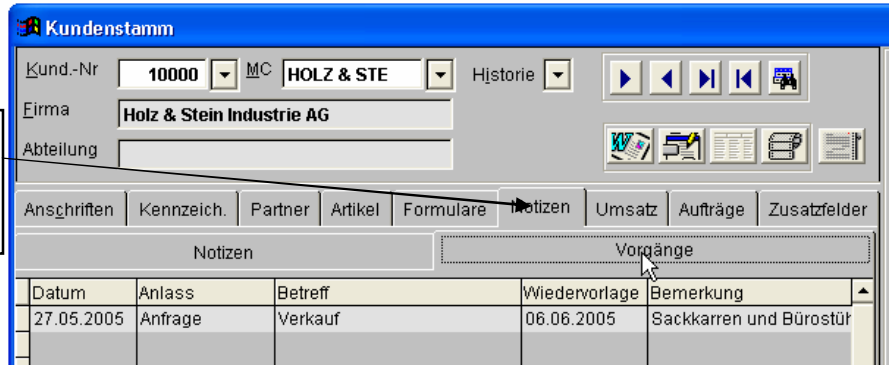 Kundenstamm
Kund.-Nr 10000 MC HOLZ & STE Historie
Firma Holz & Stein Industrie AG
Abteilung
Anschriften Kennzeich. Partner Artikel Formulare Notizen Umsatz Aufträge Zusatzfelder
Notizen Vorgänge
Datum Anlass Betreff Wiedervorlage Bemerkung
27.05.2005 Anfrage Verkauf 06.06.2005 Sackkarren und Bürostüh